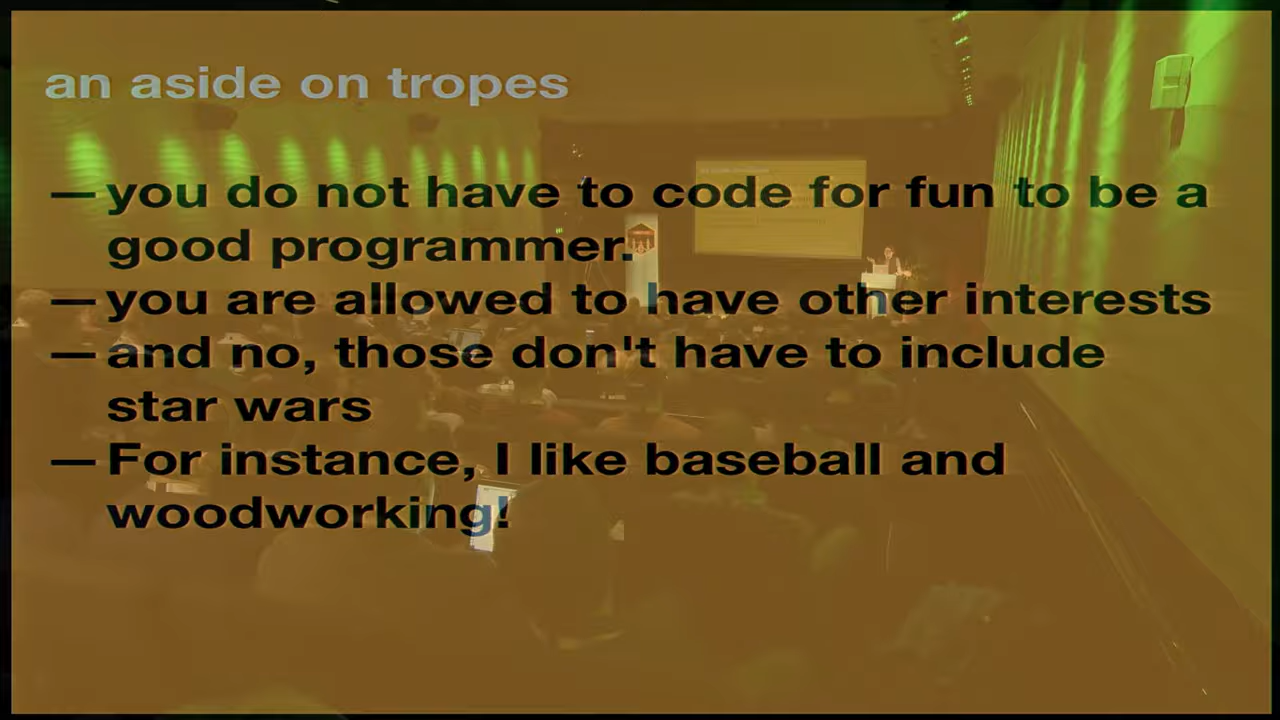 an aside on tropes
— you do not have to code for fun to be a
good programmer.
— you are allowed to have other interests
— and no, those don't have to include
star wars
— For instance, I like baseball and
woodworking!